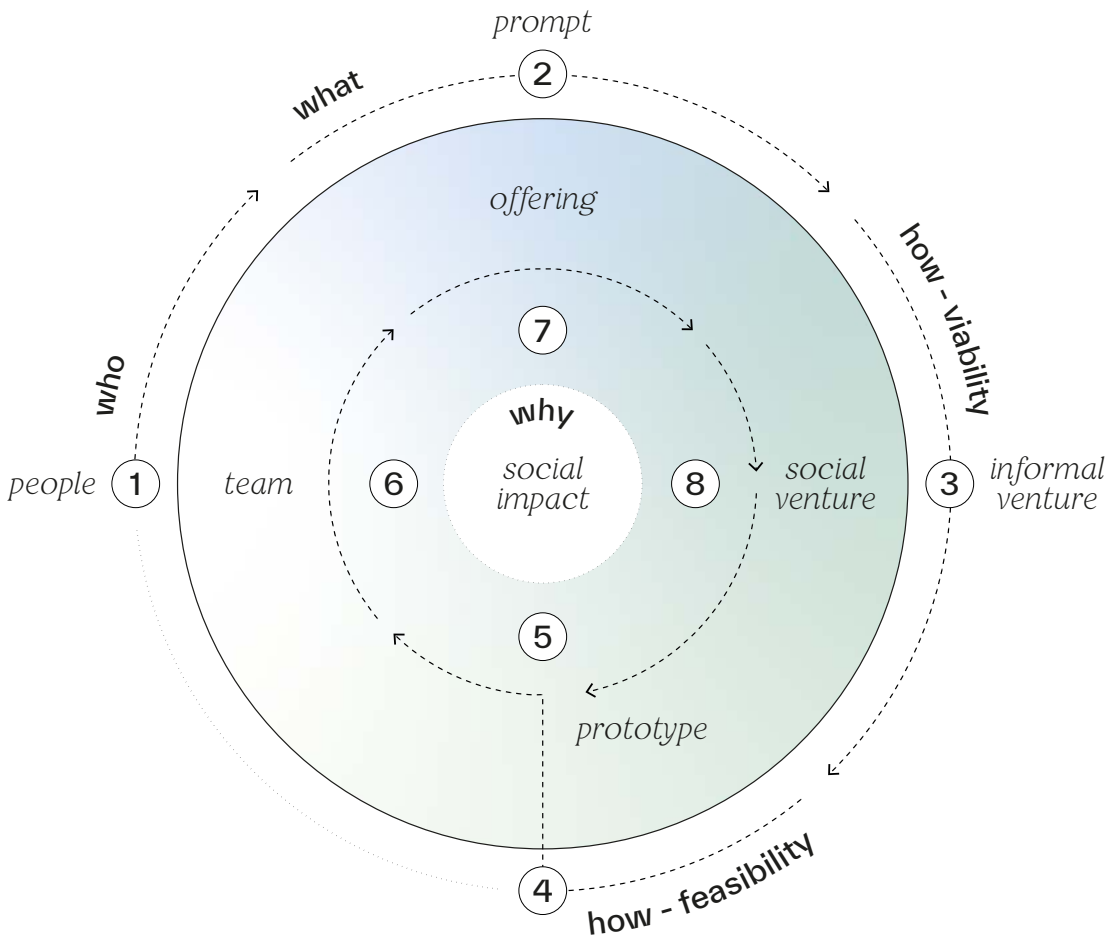 prompt
2
what
offering
how - viability
7
who
why
people
1
team
6
social
impact
8
social
venture
3
informal
venture
5
prototype
4
how - feasibility